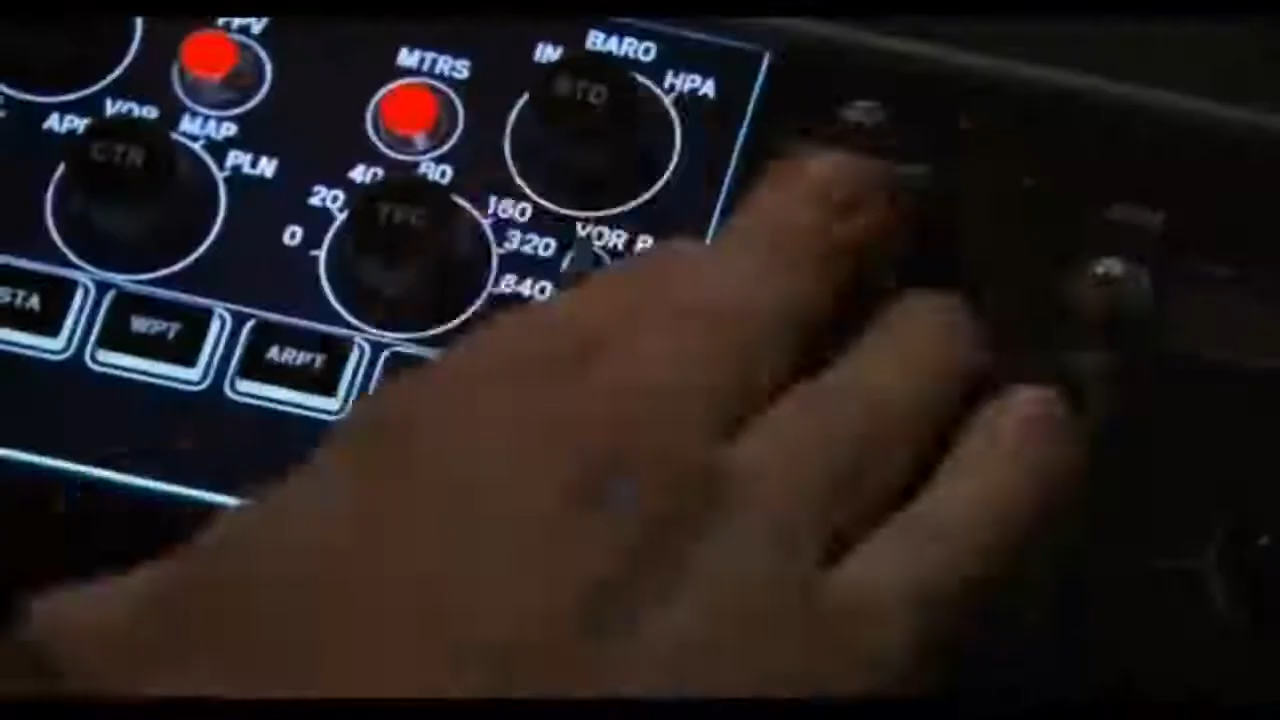 FPV
MTRS
IN BARO HPA
STD
APP VOR MAP PLN
CTR
0 20 40 80 160 320 640
TFC
VOR
STA WPT ARPT